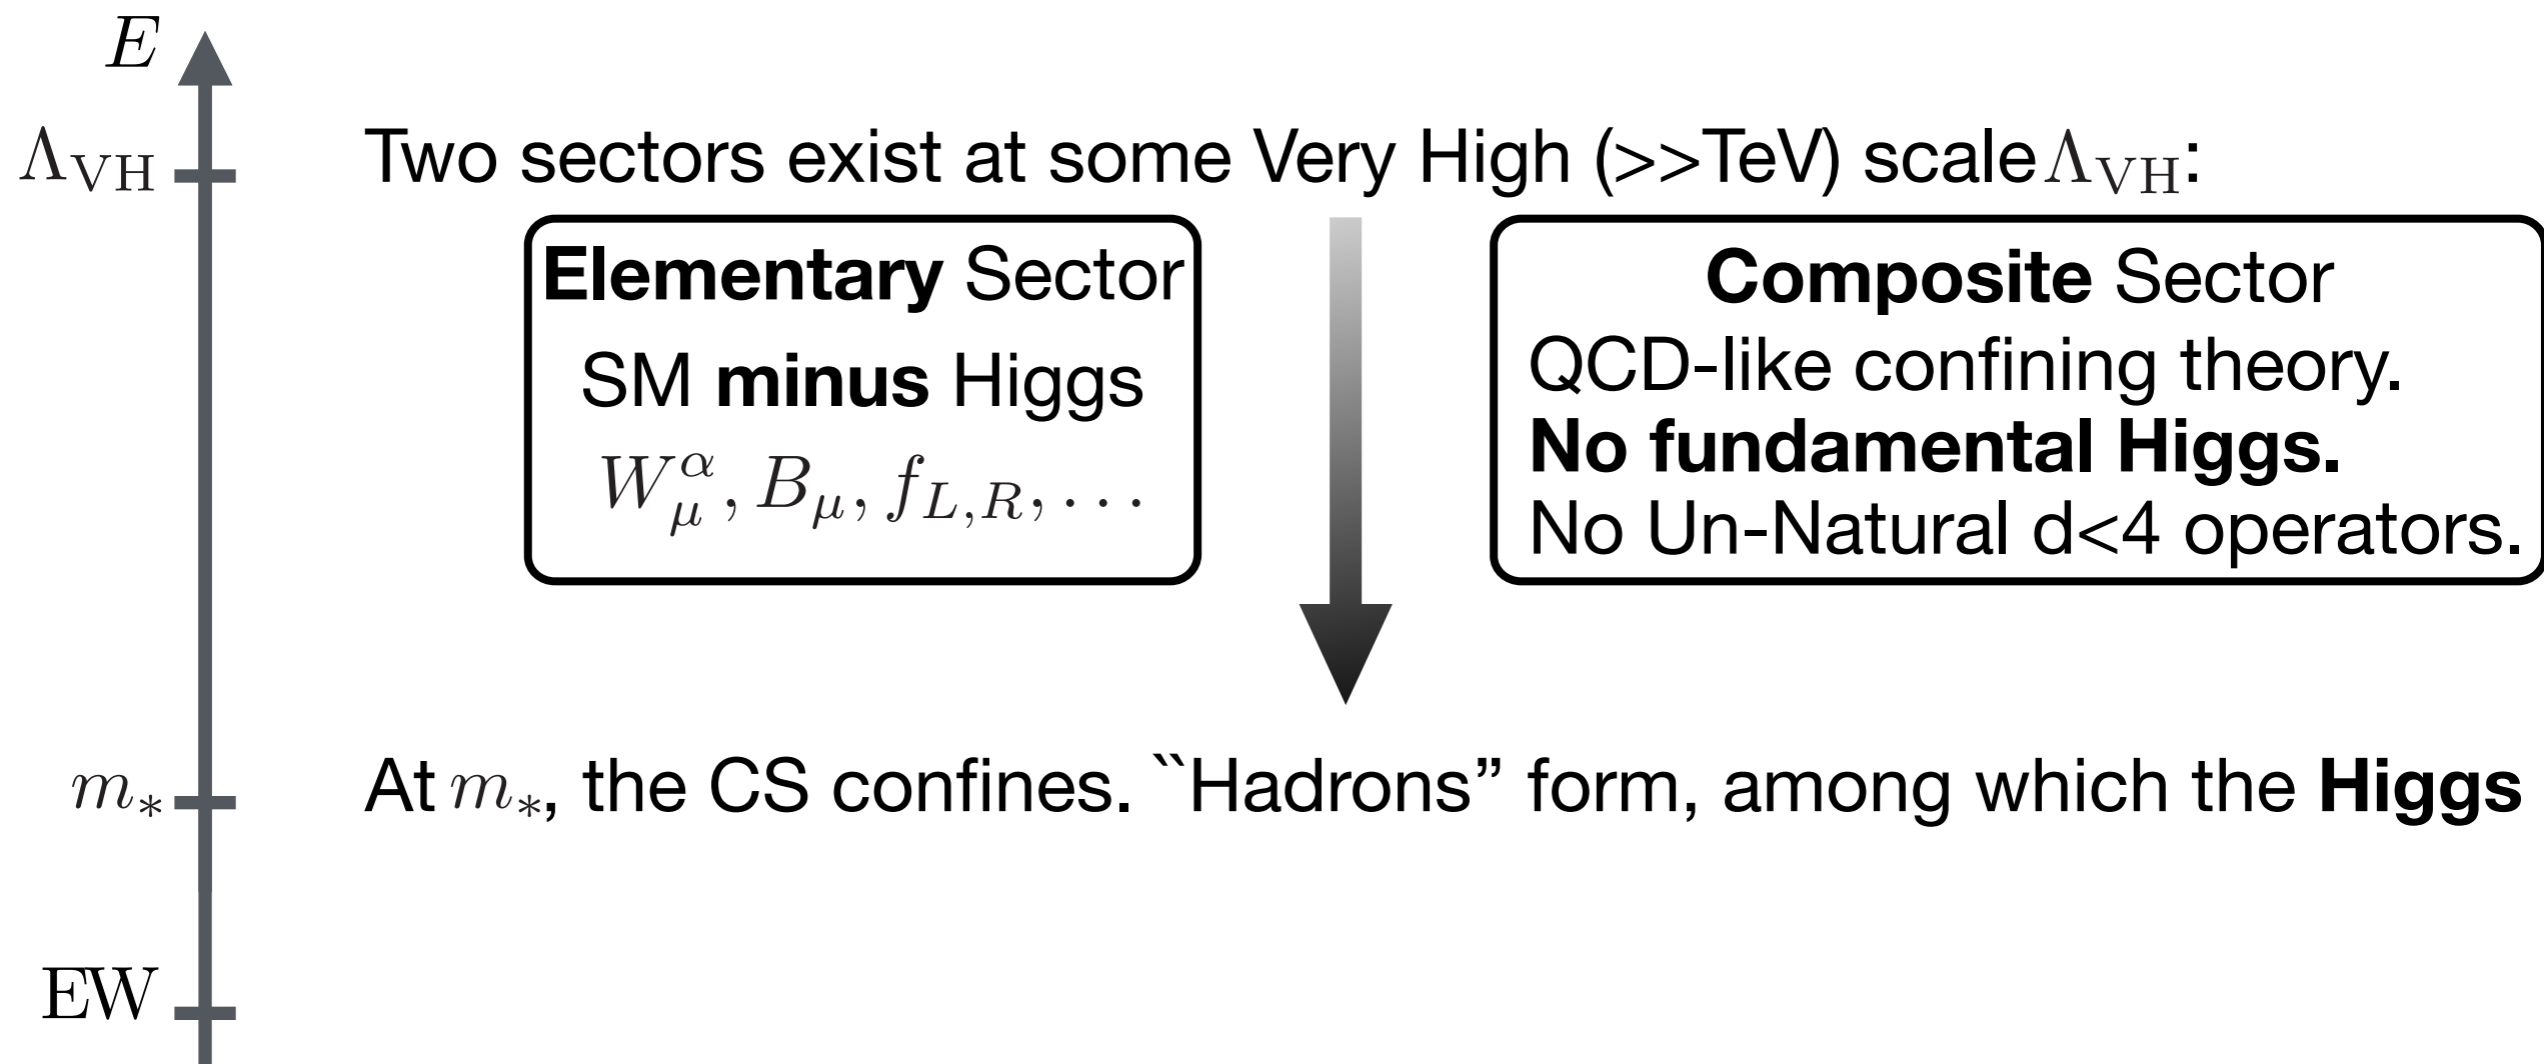 E
Λ_VH
Two sectors exist at some Very High (>>TeV) scale Λ_VH:
Elementary Sector
SM minus Higgs
W^α_μ, B_μ, f_{L,R}, . . .
Composite Sector
QCD-like confining theory.
No fundamental Higgs.
No Un-Natural d<4 operators.
m_*
At m_*, the CS confines. ``Hadrons” form, among which the Higgs
EW